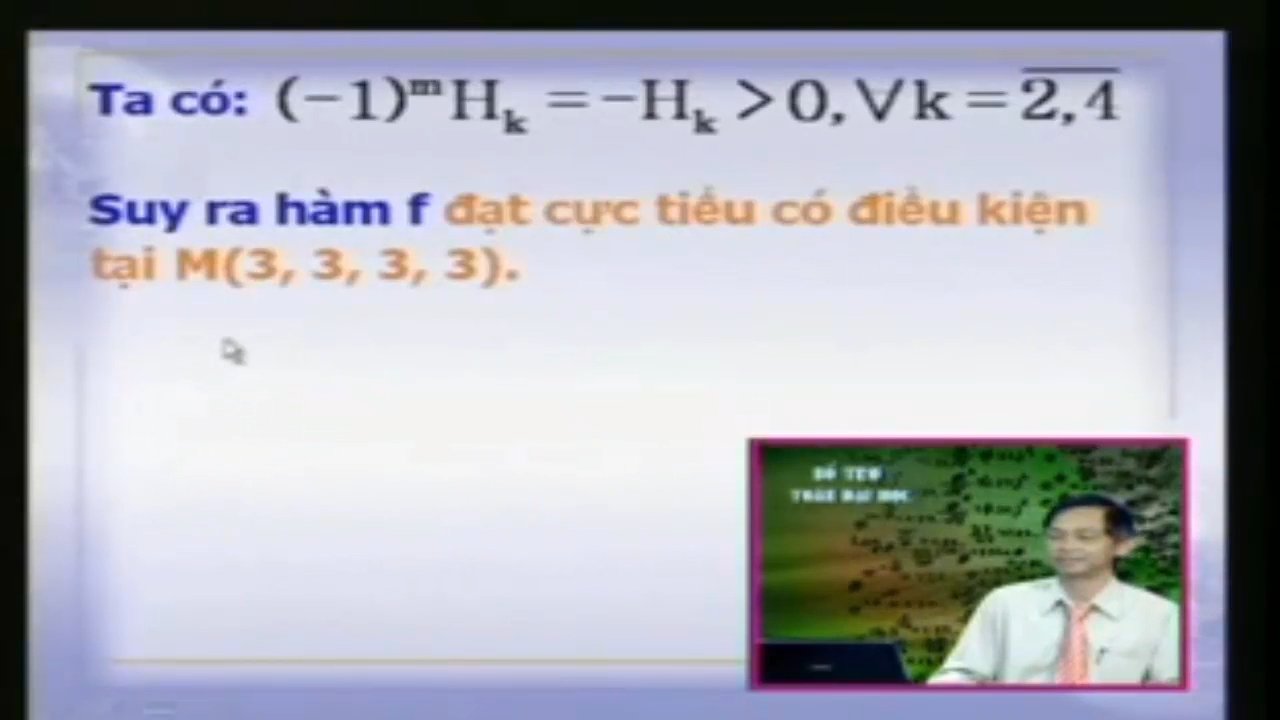 Ta có: (−1)ᵐHₖ = −Hₖ > 0, ∀k = \overline{2,4}
Suy ra hàm f đạt cực tiểu có điều kiện
tại M(3, 3, 3, 3).